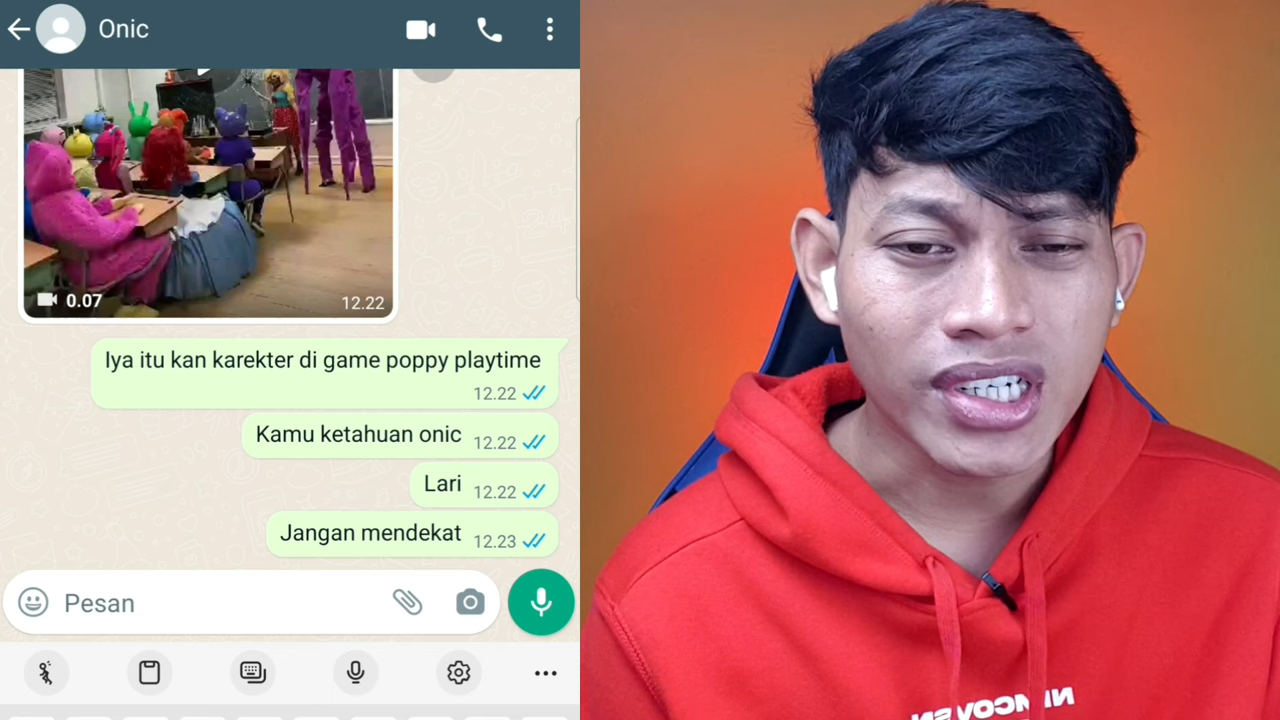 Onic
0.07
12.22
Iya itu kan karekter di game poppy playtime
12.22
Kamu ketahuan onic 12.22
Lari 12.22
Jangan mendekat 12.23
Pesan